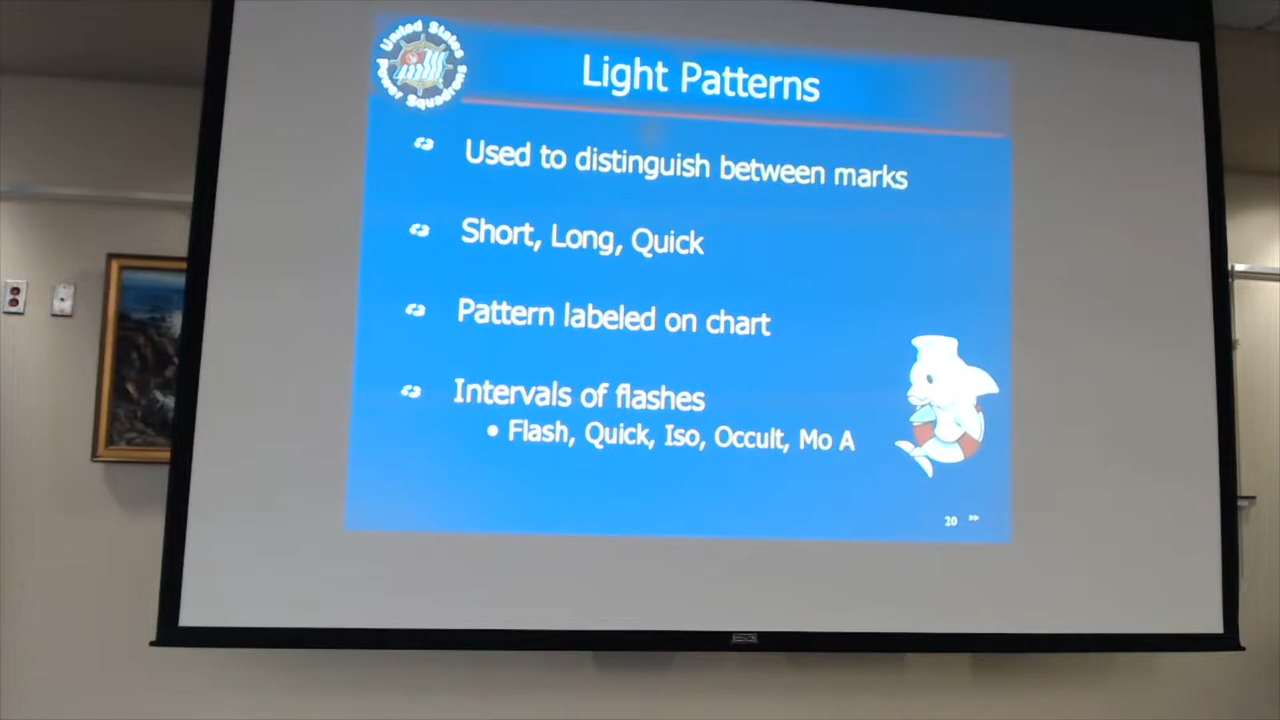 United States
Power Squadrons
Light Patterns
Used to distinguish between marks
Short, Long, Quick
Pattern labeled on chart
Intervals of flashes
• Flash, Quick, Iso, Occult, Mo A
20